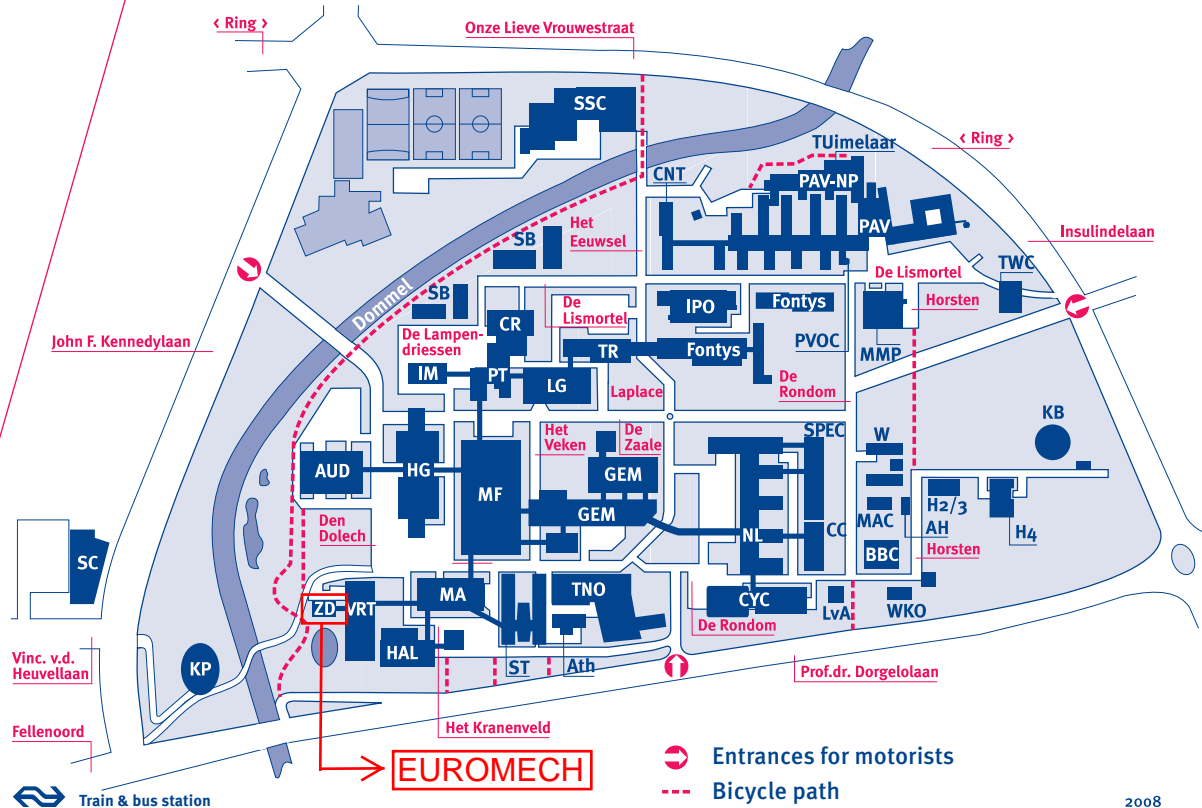 ‹ Ring ›
Onze Lieve Vrouwestraat
SSC
‹ Ring ›
TUimelaar
CNT
PAV-NP
PAV
Het
Eeuwsel
SB
Insulindelaan
De Lismortel
TWC
Dommel
SB
De
Lismortel
IPO
Fontys
Horsten
CR
De Lampen-
driessen
John F. Kennedylaan
TR
Fontys
PVOC
MMP
IM
PT
LG
Laplace
De
Rondom
KB
Het
Veken
De
Zaale
SPEC
W
AUD
HG
MF
GEM
GEM
H2/3
MAC
AH
H4
Den
Dolech
NL
CC
BBC
Horsten
SC
ZD
VRT
MA
TNO
CYC
LvA
WKO
De Rondom
HAL
ST
Ath
KP
Vinc. v.d.
Heuvellaan
Prof.dr. Dorgelolaan
Het Kranenveld
Fellenoord
EUROMECH
Entrances for motorists
Bicycle path
Train & bus station
2008